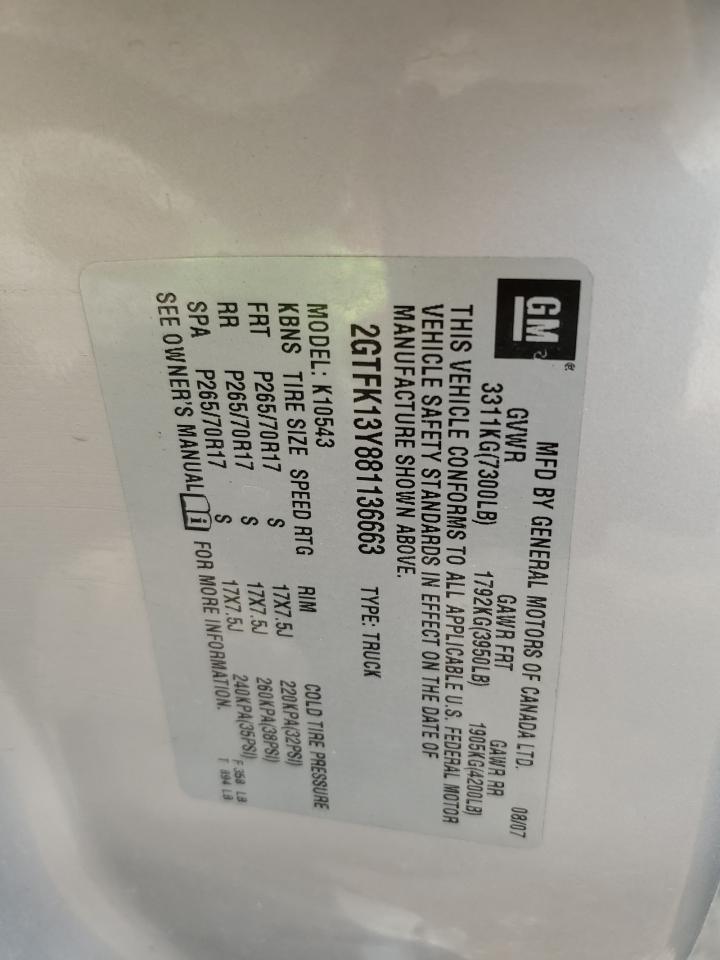 GM®
MFD BY GENERAL MOTORS OF CANADA LTD. 08/07
GVWR GAWR FRT GAWR RR
3311KG(7300LB) 1792KG(3950LB) 1905KG(4200LB)
THIS VEHICLE CONFORMS TO ALL APPLICABLE U.S. FEDERAL MOTOR
VEHICLE SAFETY STANDARDS IN EFFECT ON THE DATE OF
MANUFACTURE SHOWN ABOVE.
2GTFK13Y881136663 TYPE: TRUCK
MODEL: K10543
KBNS TIRE SIZE SPEED RTG RIM COLD TIRE PRESSURE
FRT P265/70R17 S 17X7.5J 220KPA(32PSI)
RR P265/70R17 S 17X7.5J 260KPA(38PSI)
SPA P265/70R17 S 17X7.5J 240KPA(35PSI)
SEE OWNER'S MANUAL FOR MORE INFORMATION. F 358 LB
T 894 LB